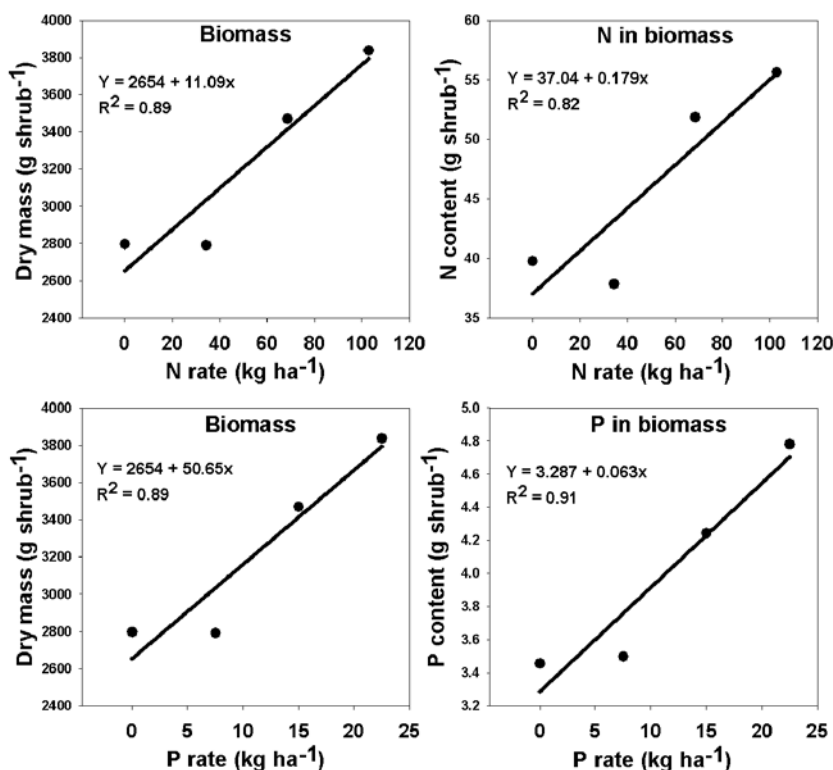 Biomass
Y = 2654 + 11.09x
R² = 0.89
Dry mass (g shrub⁻¹)
4000
3800
3600
3400
3200
3000
2800
2600
2400
0 20 40 60 80 100 120
N rate (kg ha⁻¹)
N in biomass
Y = 37.04 + 0.179x
R² = 0.82
N content (g shrub⁻¹)
60
55
50
45
40
35
0 20 40 60 80 100 120
N rate (kg ha⁻¹)
Biomass
Y = 2654 + 50.65x
R² = 0.89
Dry mass (g shrub⁻¹)
4000
3800
3600
3400
3200
3000
2800
2600
2400
0 5 10 15 20 25
P rate (kg ha⁻¹)
P in biomass
Y = 3.287 + 0.063x
R² = 0.91
P content (g shrub⁻¹)
5.0
4.8
4.6
4.4
4.2
4.0
3.8
3.6
3.4
3.2
0 5 10 15 20 25
P rate (kg ha⁻¹)